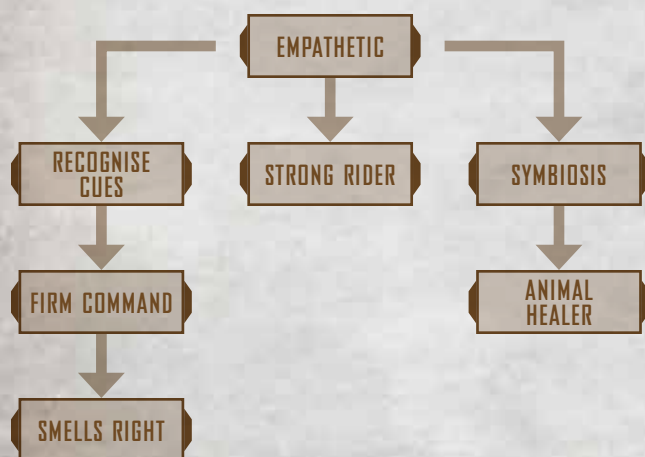 EMPATHETIC
RECOGNISE
CUES
STRONG RIDER
SYMBIOSIS
FIRM COMMAND
ANIMAL
HEALER
SMELLS RIGHT